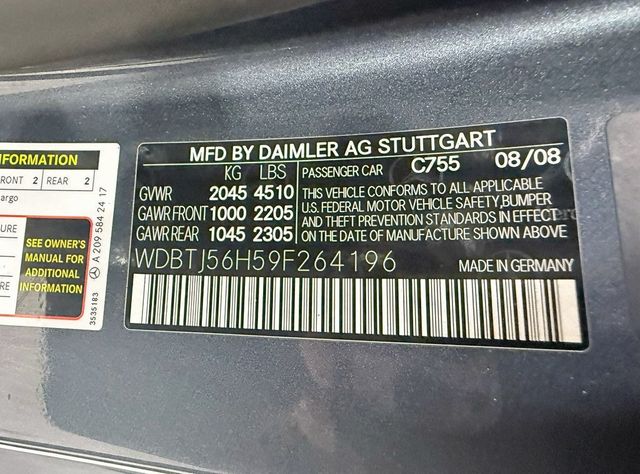 NFORMATION
RONT 2 REAR 2
argo
URE
RE
SEE OWNER'S
MANUAL FOR
ADDITIONAL
INFORMATION
3535183 A 209 584 24 17
MFD BY DAIMLER AG STUTTGART
KG LBS PASSENGER CAR C755 08/08
GVWR 2045 4510
GAWR FRONT 1000 2205
GAWR REAR 1045 2305
THIS VEHICLE CONFORMS TO ALL APPLICABLE
U.S. FEDERAL MOTOR VEHICLE SAFETY,BUMPER,
AND THEFT PREVENTION STANDARDS IN EFFECT
ON THE DATE OF MANUFACTURE SHOWN ABOVE
WDBTJ56H59F264196 MADE IN GERMANY